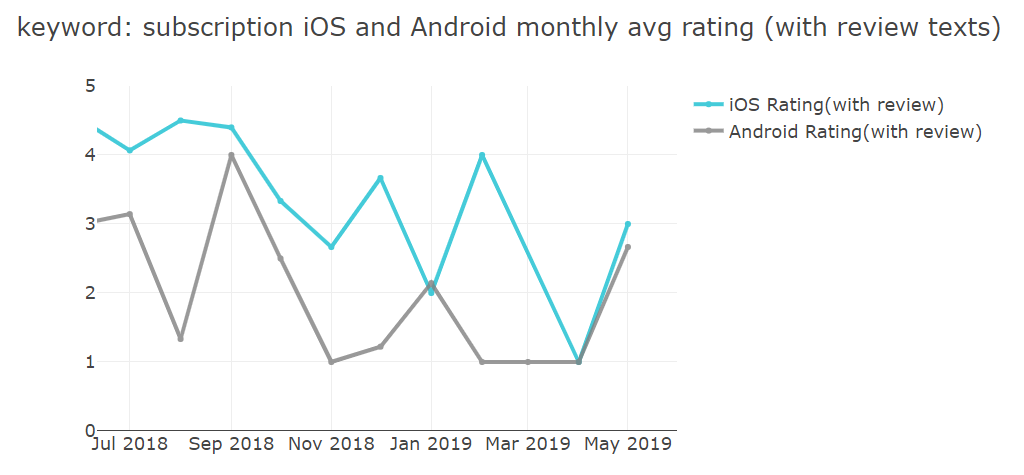 keyword: subscription iOS and Android monthly avg rating (with review texts)
iOS Rating(with review)
Android Rating(with review)
5
4
3
2
1
0
Jul 2018 Sep 2018 Nov 2018 Jan 2019 Mar 2019 May 2019